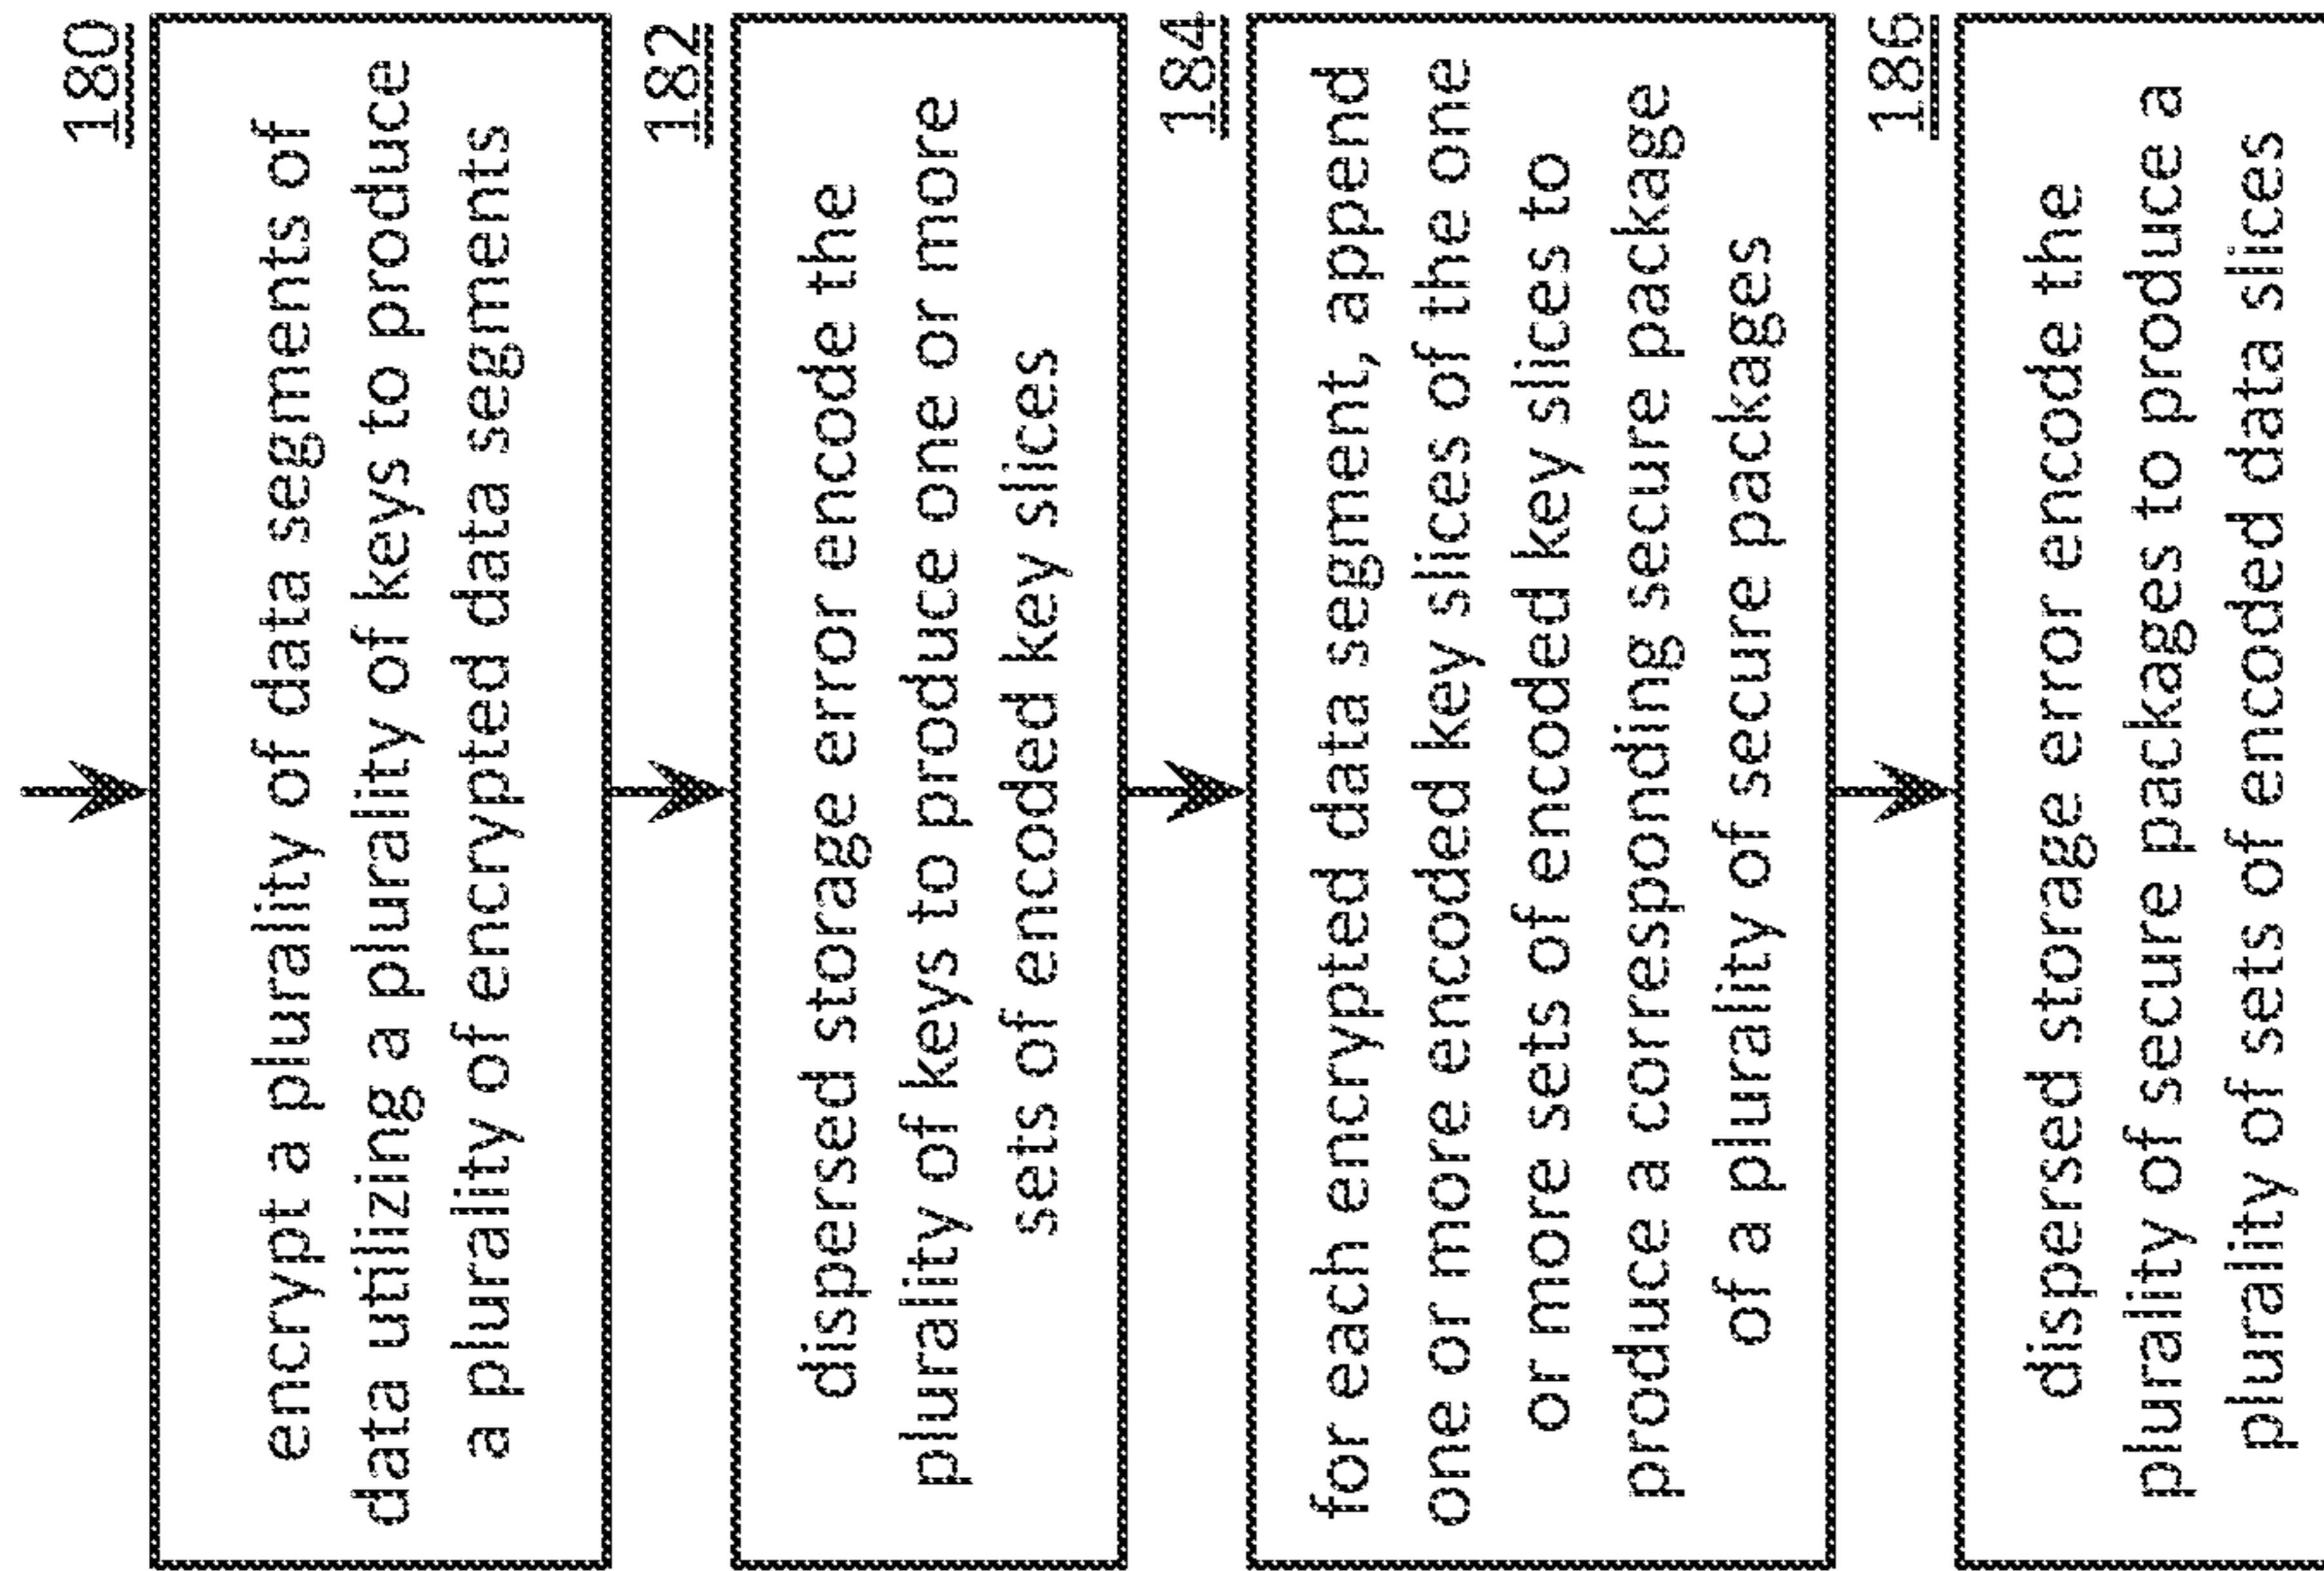 180
encrypt a plurality of data segments of
data utilizing a plurality of keys to produce
a plurality of encrypted data segments
182
dispersed storage error encode the
plurality of keys to produce one or more
sets of encoded key slices
184
for each encrypted data segment, append
one or more encoded key slices of the one
or more sets of encoded key slices to
produce a corresponding secure package
of a plurality of secure packages
186
dispersed storage error encode the
plurality of secure packages to produce a
plurality of sets of encoded data slices